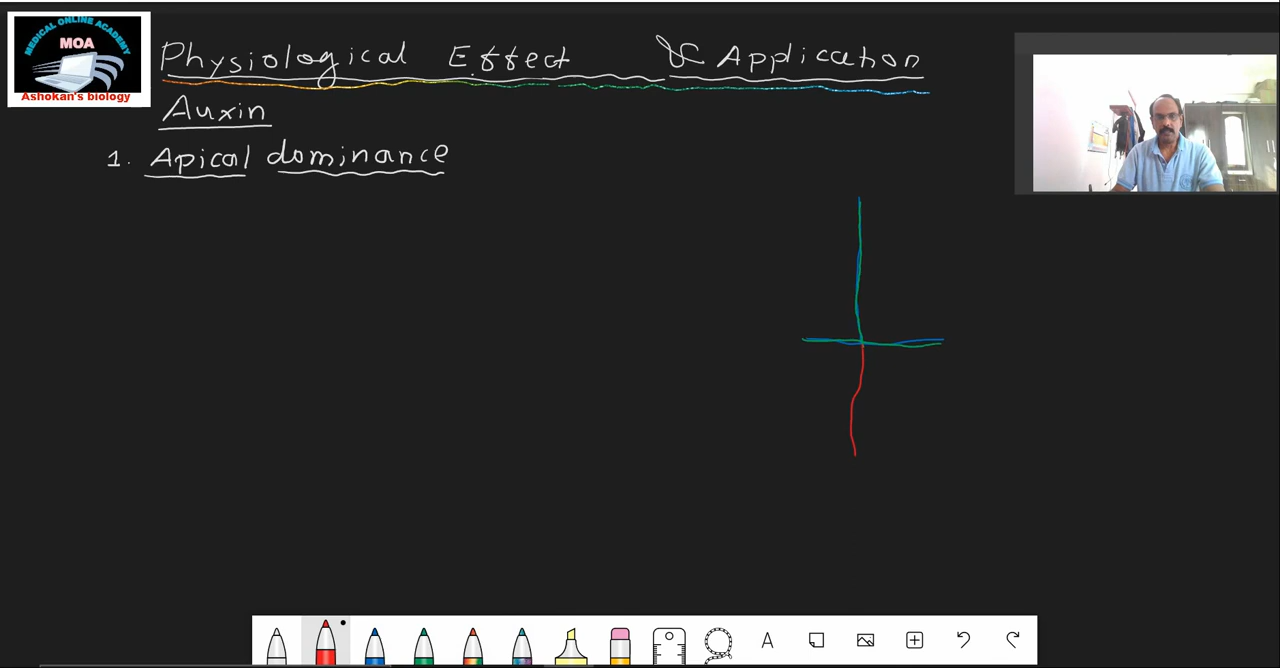 MEDICAL ONLINE ACADEMY
MOA
Ashokan's biology
Physiological Effect & Application
Auxin
1. Apical dominance
A